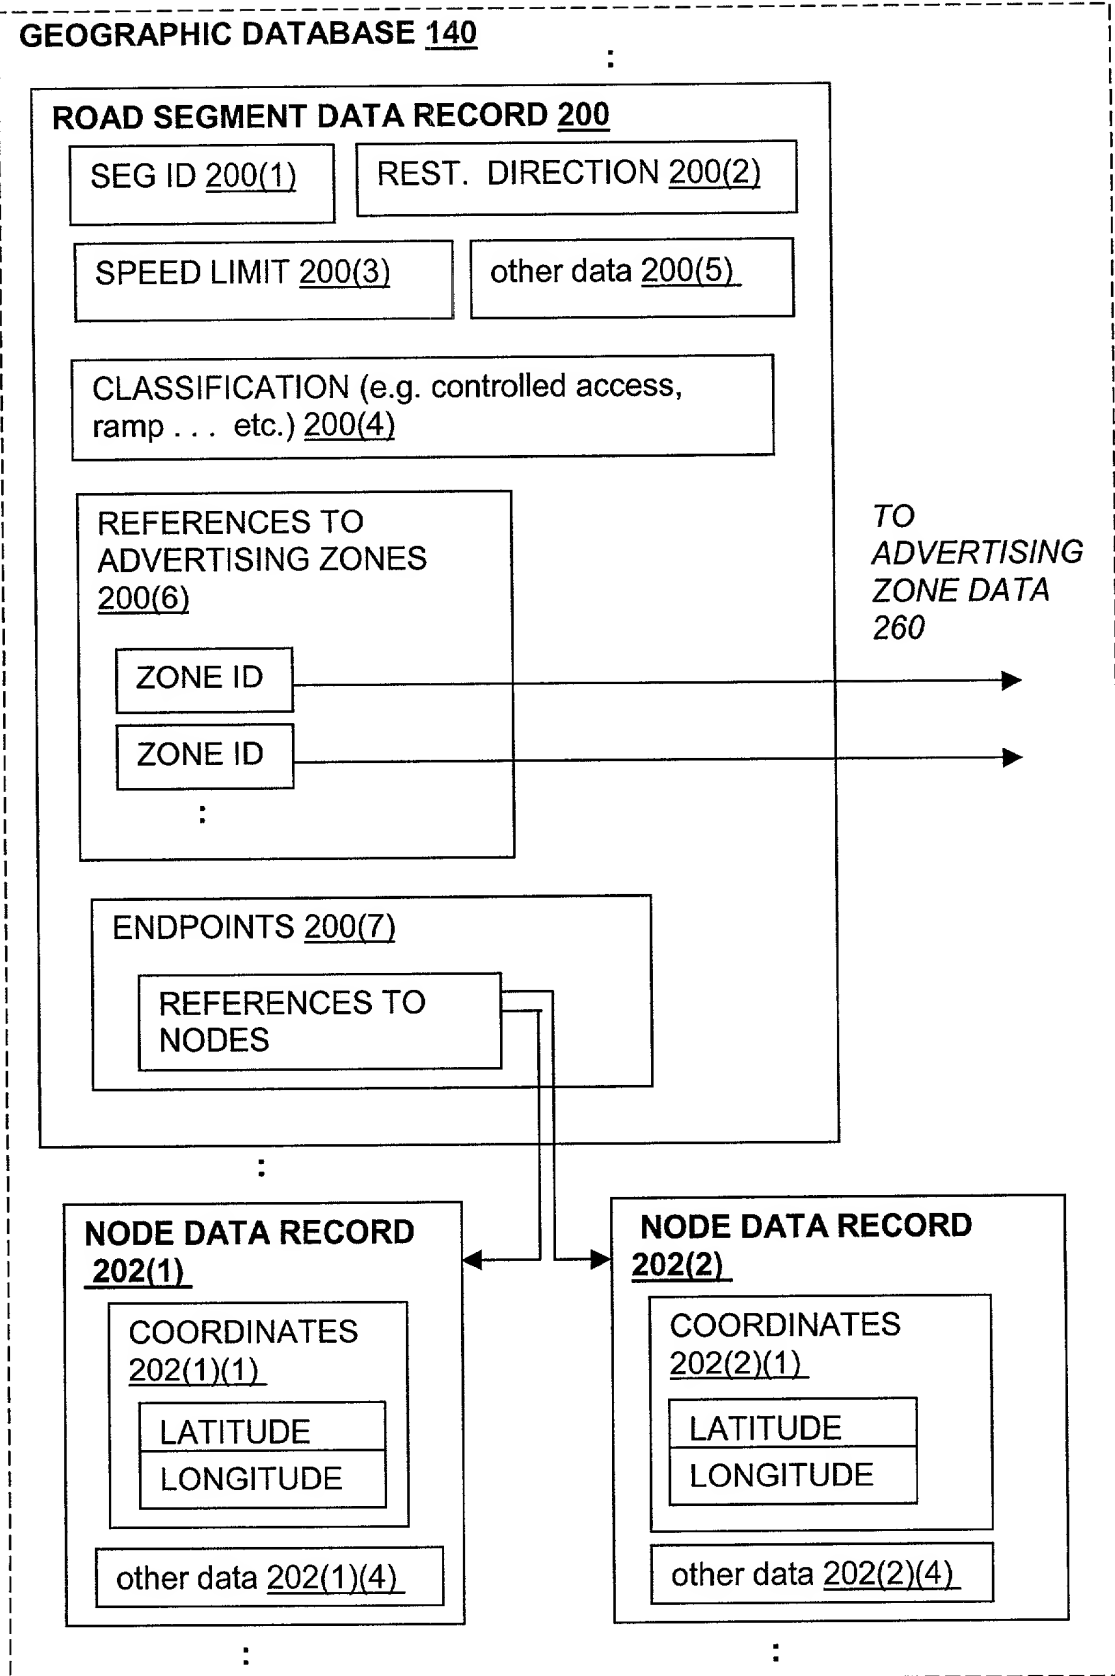 GEOGRAPHIC DATABASE 140
:
ROAD SEGMENT DATA RECORD 200
SEG ID 200(1)
REST. DIRECTION 200(2)
SPEED LIMIT 200(3)
other data 200(5)
CLASSIFICATION (e.g. controlled access,
ramp . . . etc.) 200(4)
REFERENCES TO
ADVERTISING ZONES
200(6)
ZONE ID
ZONE ID
:
TO
ADVERTISING
ZONE DATA
260
ENDPOINTS 200(7)
REFERENCES TO
NODES
:
NODE DATA RECORD
202(1)
COORDINATES
202(1)(1)
LATITUDE
LONGITUDE
other data 202(1)(4)
:
NODE DATA RECORD
202(2)
COORDINATES
202(2)(1)
LATITUDE
LONGITUDE
other data 202(2)(4)
: